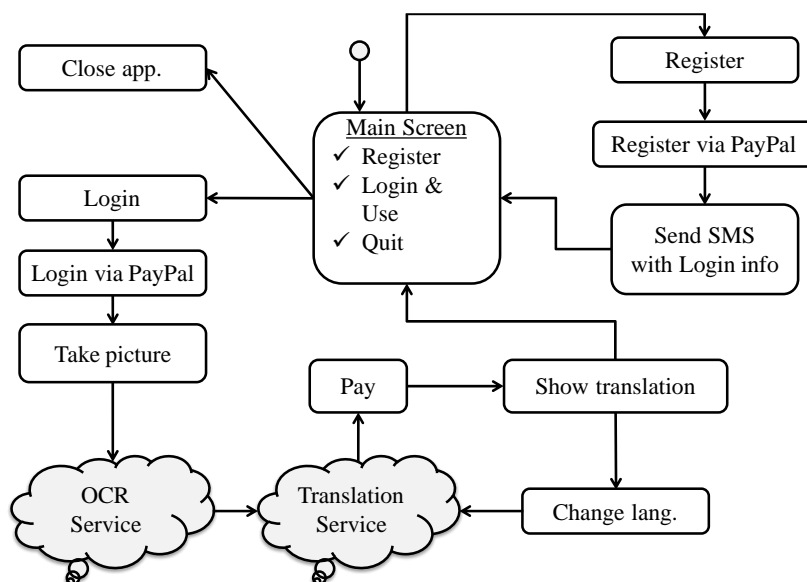 Close app.
Register
Main Screen
✓ Register
✓ Login &
Use
✓ Quit
Register via PayPal
Login
Send SMS
with Login info
Login via PayPal
Take picture
Pay
Show translation
OCR
Service
Translation
Service
Change lang.